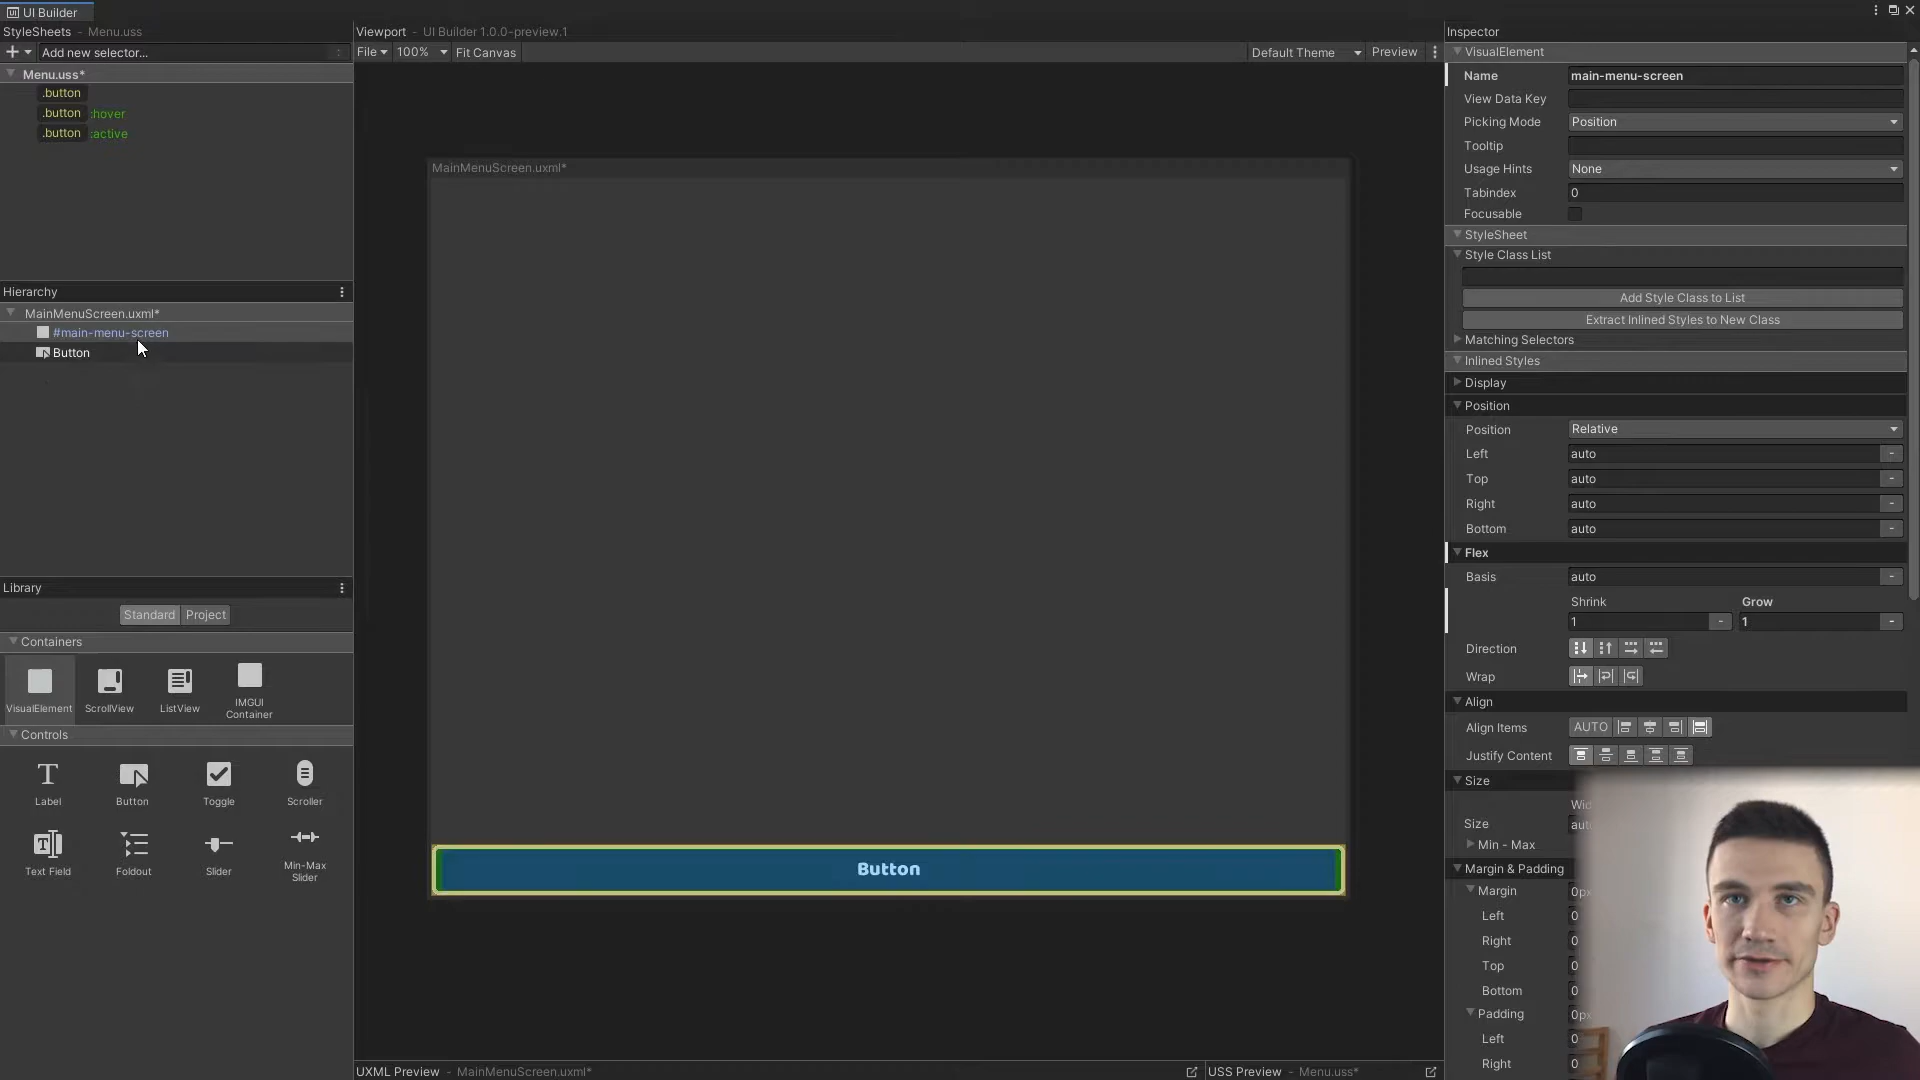 UI Builder
StyleSheets - Menu.uss
Add new selector...
Menu.uss*
.button
.button :hover
.button :active
Hierarchy
MainMenuScreen.uxml*
#main-menu-screen
Button
Library
Standard Project
Containers
VisualElement ScrollView ListView IMGUI Container
Controls
Label Button Toggle Scroller
Text Field Foldout Slider Min-Max Slider
Viewport - UI Builder 1.0.0-preview.1
File 100% Fit Canvas Default Theme Preview
MainMenuScreen.uxml*
Button
UXML Preview - MainMenuScreen.uxml* USS Preview - Menu.uss*
Inspector
VisualElement
Name main-menu-screen
View Data Key
Picking Mode Position
Tooltip
Usage Hints None
Tabindex 0
Focusable
StyleSheet
Style Class List
Add Style Class to List
Extract Inlined Styles to New Class
Matching Selectors
Inlined Styles
Display
Position
Position Relative
Left auto -
Top auto -
Right auto -
Bottom auto -
Flex
Basis auto -
Shrink Grow
1 - 1 -
Direction
Wrap
Align
Align Items AUTO
Justify Content
Size
Size
Min - Max
Margin & Padding
Margin 0px
Left 0
Right 0
Top 0
Bottom 0
Padding 0px
Left 0
Right 0